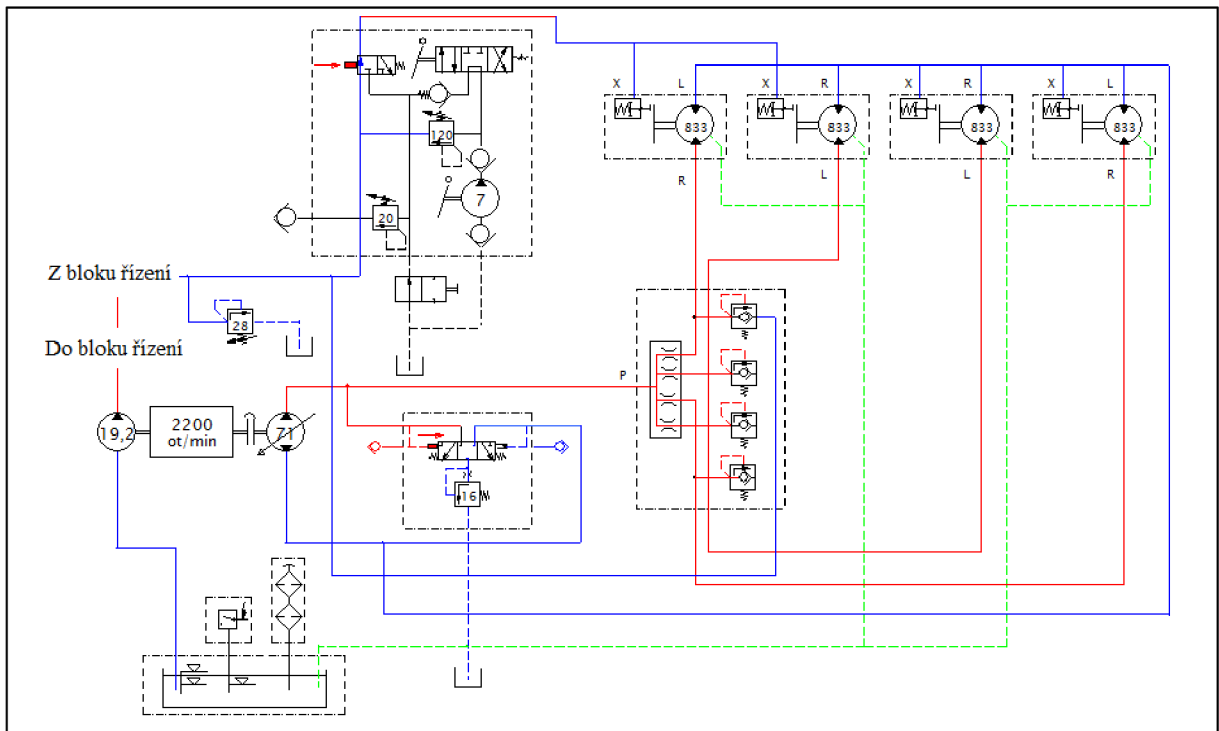 X L X R X R X L
120
833 833 833 833
R L L R
7
20
Z bloku řízení
28
Do bloku řízení
P
2200
ot/min
19,2
71
16